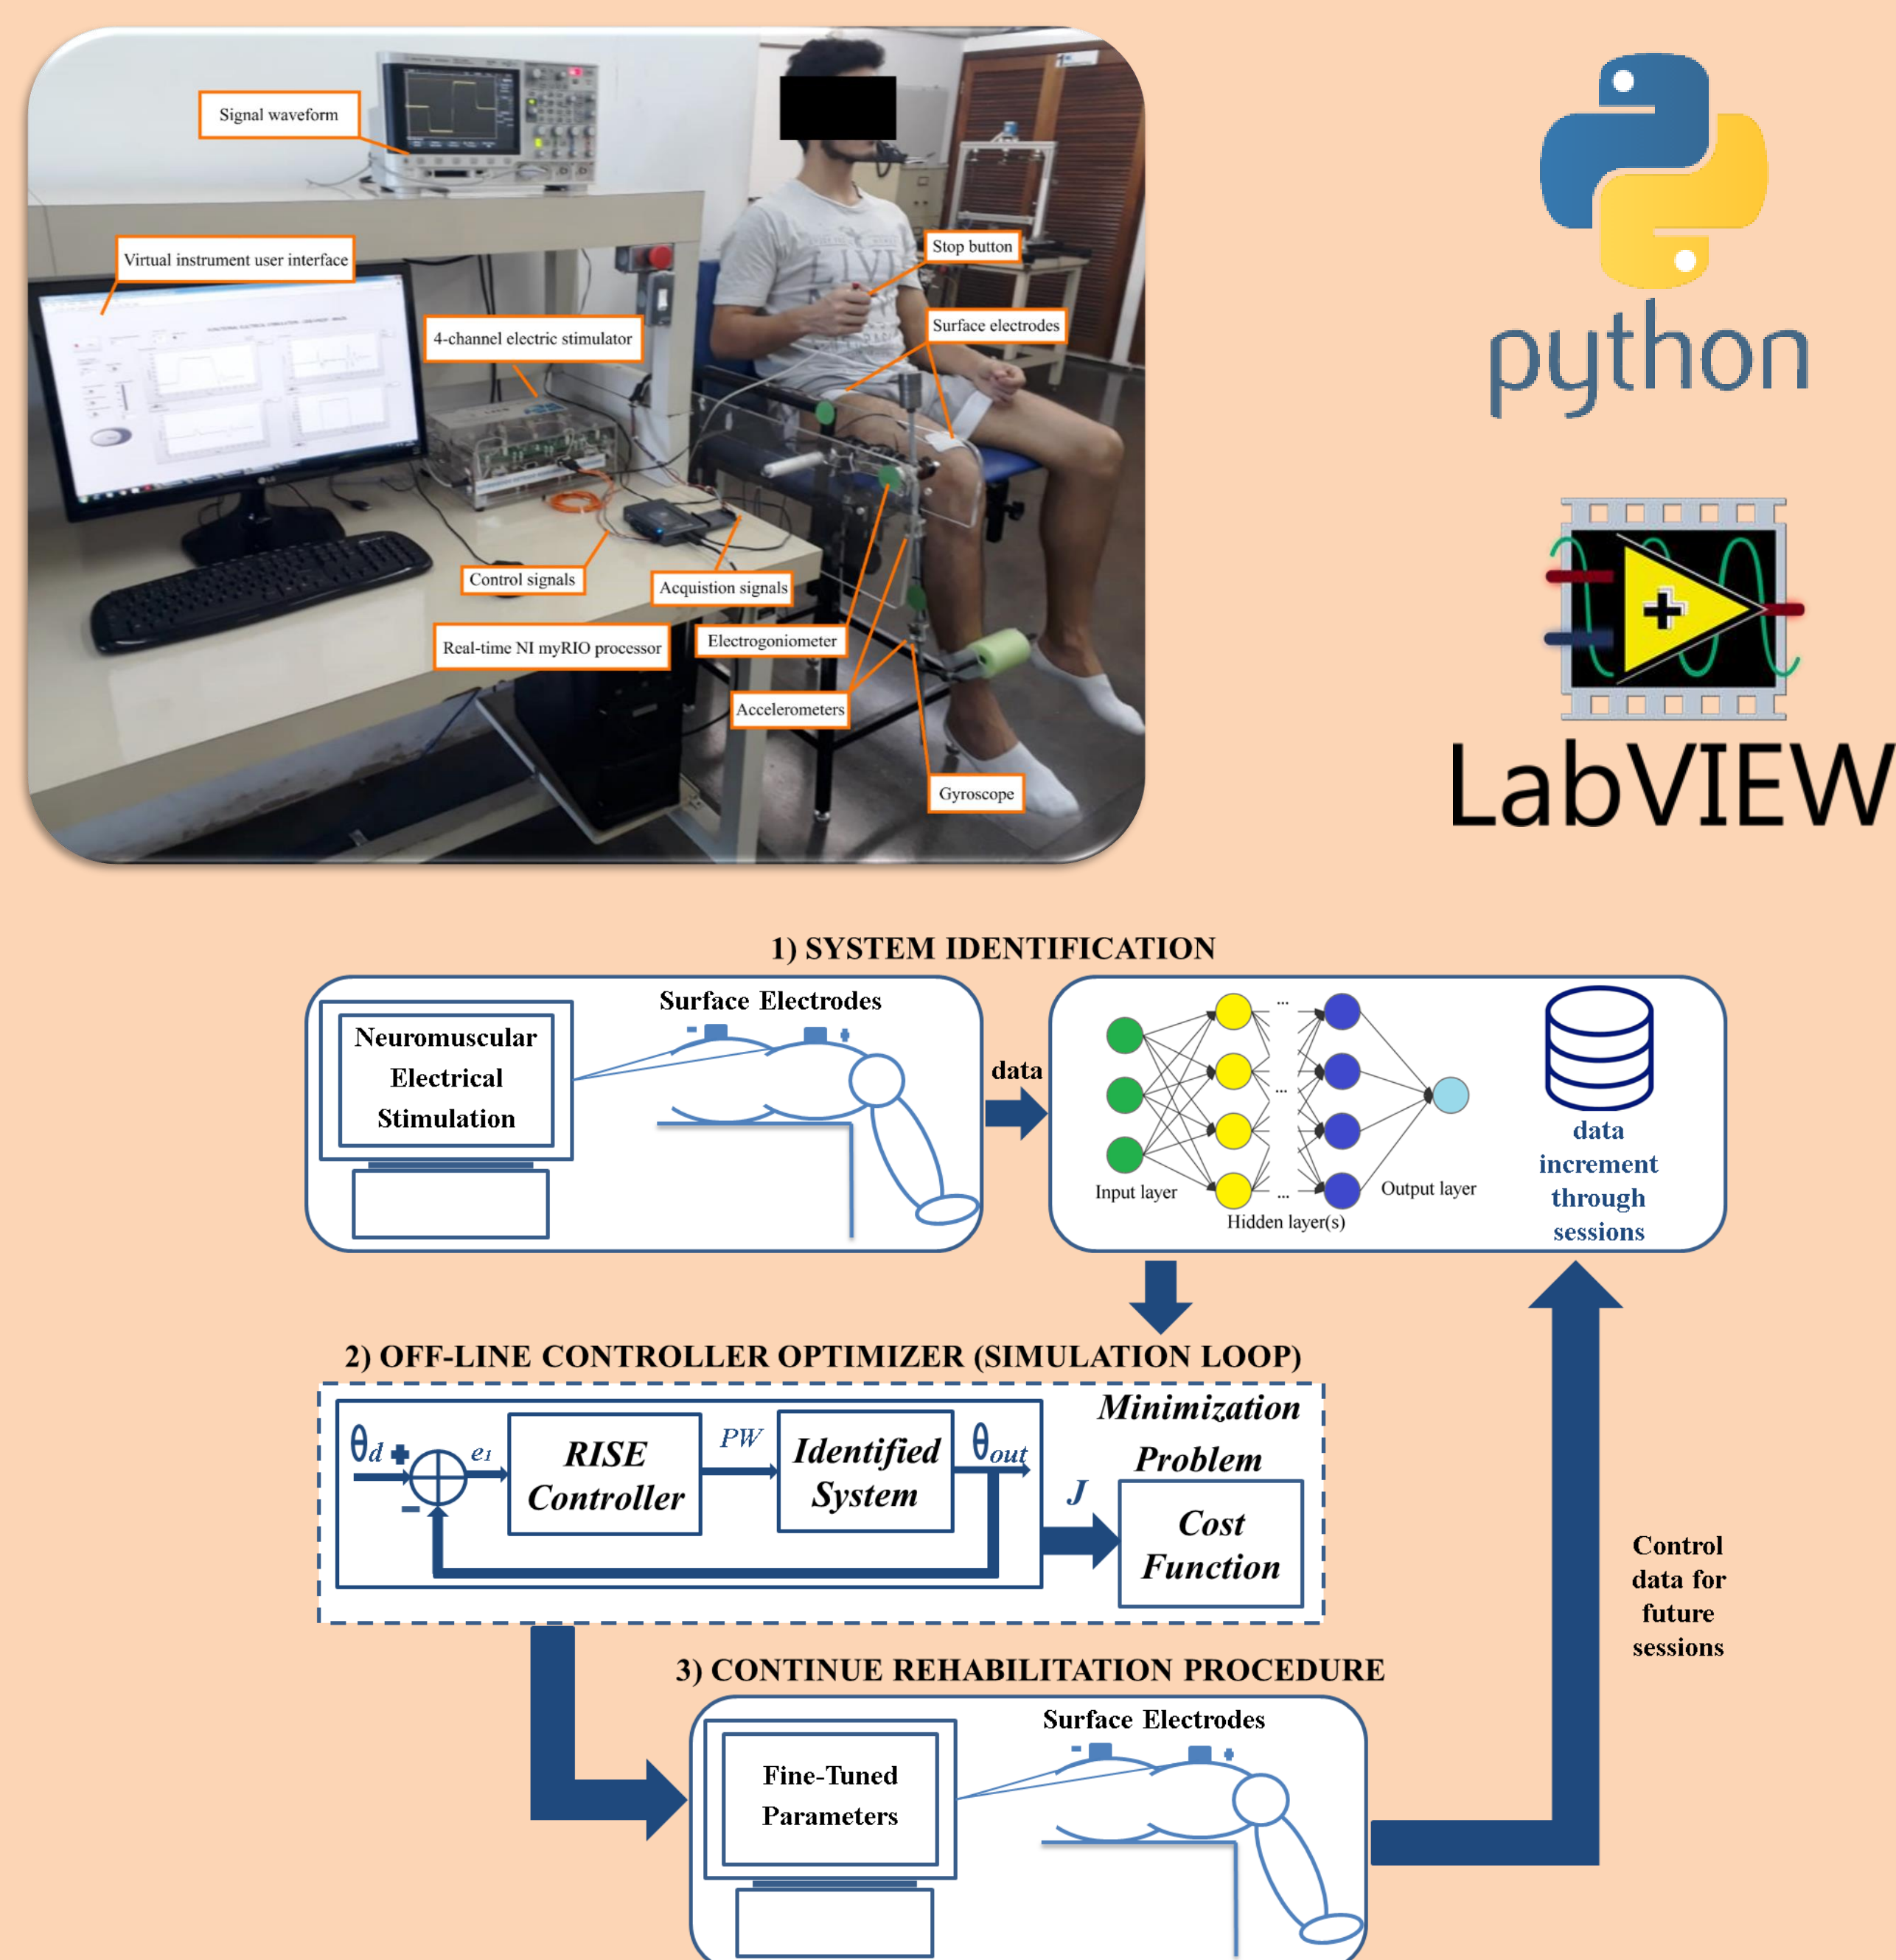 Signal waveform
Virtual instrument user interface
4-channel electric stimulator
Stop button
Surface electrodes
Control signals
Acquistion signals
Real-time NI myRIO processor
Electrogoniometer
Accelerometers
Gyroscope
python
LabVIEW
1) SYSTEM IDENTIFICATION
Neuromuscular
Electrical
Stimulation
Surface Electrodes
- +
data
...
...
...
Input layer
Hidden layer(s)
Output layer
data
increment
through
sessions
2) OFF-LINE CONTROLLER OPTIMIZER (SIMULATION LOOP)
θd
+
-
e1
RISE
Controller
PW
Identified
System
θout
Minimization
Problem
J
Cost
Function
Control
data for
future
sessions
3) CONTINUE REHABILITATION PROCEDURE
Fine-Tuned
Parameters
Surface Electrodes
- +